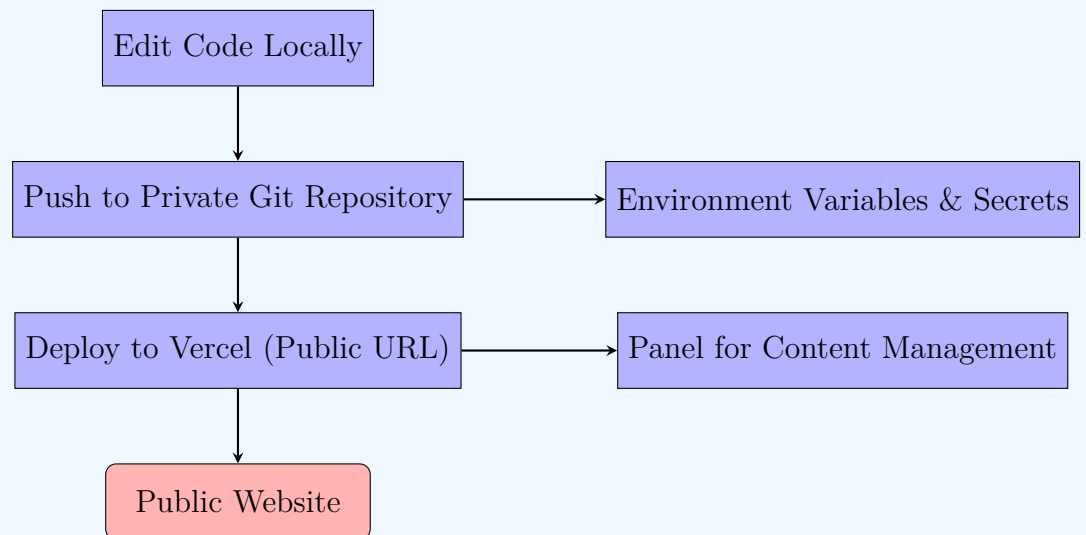 Edit Code Locally
Push to Private Git Repository
Environment Variables & Secrets
Deploy to Vercel (Public URL)
Panel for Content Management
Public Website